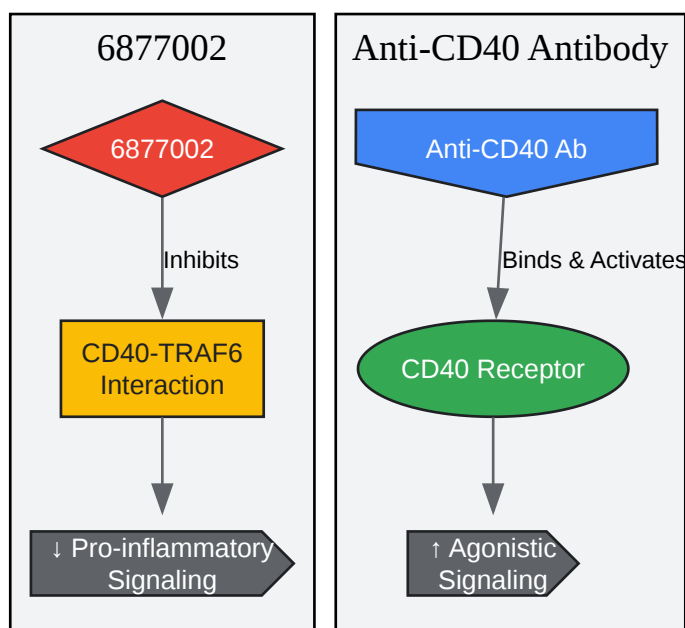 6877002
6877002
Inhibits
CD40-TRAF6
Interaction
↓ Pro-inflammatory
Signaling
Anti-CD40 Antibody
Anti-CD40 Ab
Binds & Activates
CD40 Receptor
↑ Agonistic
Signaling